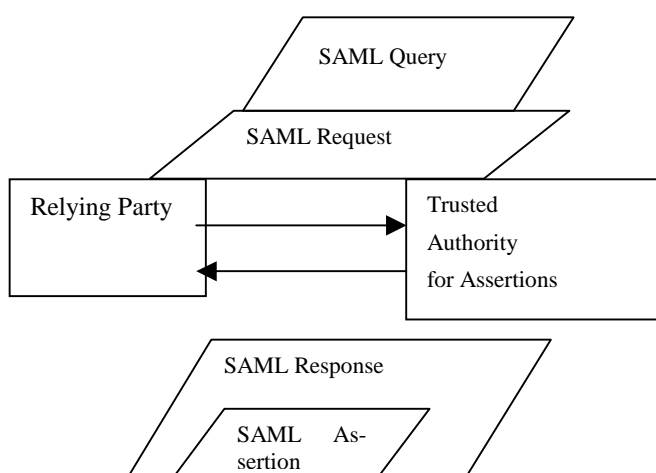 SAML Query
SAML Request
Relying Party
Trusted
Authority
for Assertions
SAML Response
SAML As-
sertion